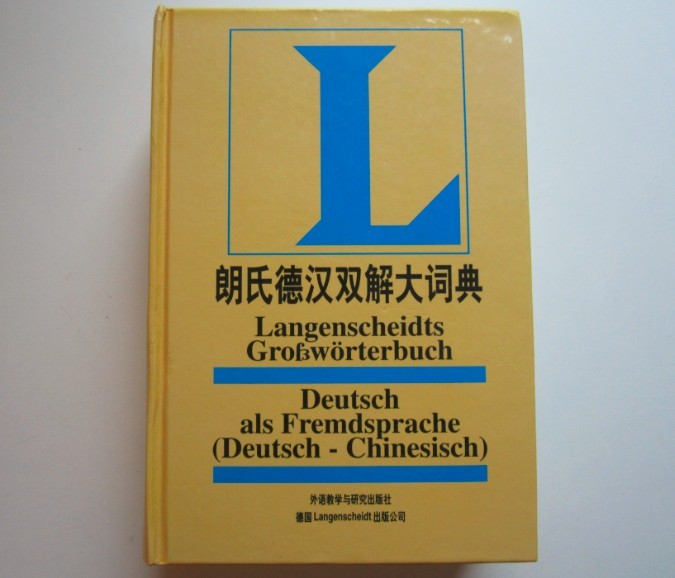 L
朗氏德汉双解大词典
Langenscheidts
Großwörterbuch
Deutsch
als Fremdsprache
(Deutsch - Chinesisch)
外语教学与研究出版社
德国 Langenscheidt 出版公司